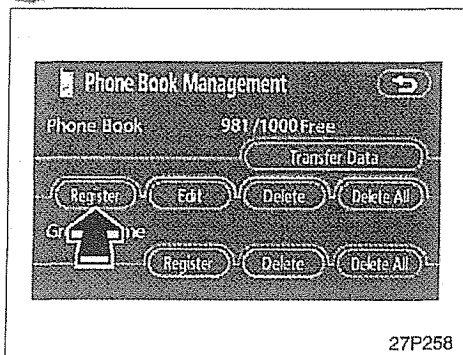 Phone Book Management
Phone Book 981/1000 Free
Transfer Data
Register Edit Delete Delete All
Register Delete Delete All
27P258